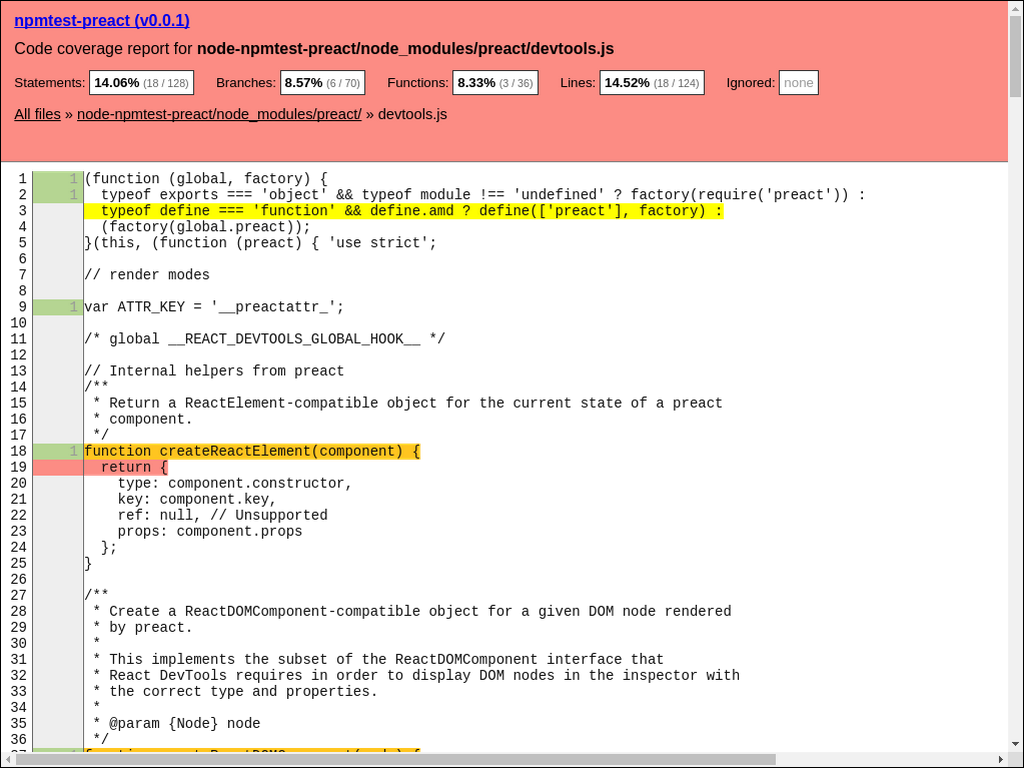 npmtest-preact (v0.0.1)
Code coverage report for node-npmtest-preact/node_modules/preact/devtools.js
Statements: 14.06% (18 / 128) Branches: 8.57% (6 / 70) Functions: 8.33% (3 / 36) Lines: 14.52% (18 / 124) Ignored: none
All files » node-npmtest-preact/node_modules/preact/ » devtools.js
1 1 (function (global, factory) {
2 1 typeof exports === 'object' && typeof module !== 'undefined' ? factory(require('preact')) :
3 typeof define === 'function' && define.amd ? define(['preact'], factory) :
4 (factory(global.preact));
5 }(this, (function (preact) { 'use strict';
6
7 // render modes
8
9 1 var ATTR_KEY = '__preactattr_';
10
11 /* global __REACT_DEVTOOLS_GLOBAL_HOOK__ */
12
13 // Internal helpers from preact
14 /**
15 * Return a ReactElement-compatible object for the current state of a preact
16 * component.
17 */
18 1 function createReactElement(component) {
19 return {
20 type: component.constructor,
21 key: component.key,
22 ref: null, // Unsupported
23 props: component.props
24 };
25 }
26
27 /**
28 * Create a ReactDOMComponent-compatible object for a given DOM node rendered
29 * by preact.
30 *
31 * This implements the subset of the ReactDOMComponent interface that
32 * React DevTools requires in order to display DOM nodes in the inspector with
33 * the correct type and properties.
34 *
35 * @param {Node} node
36 */